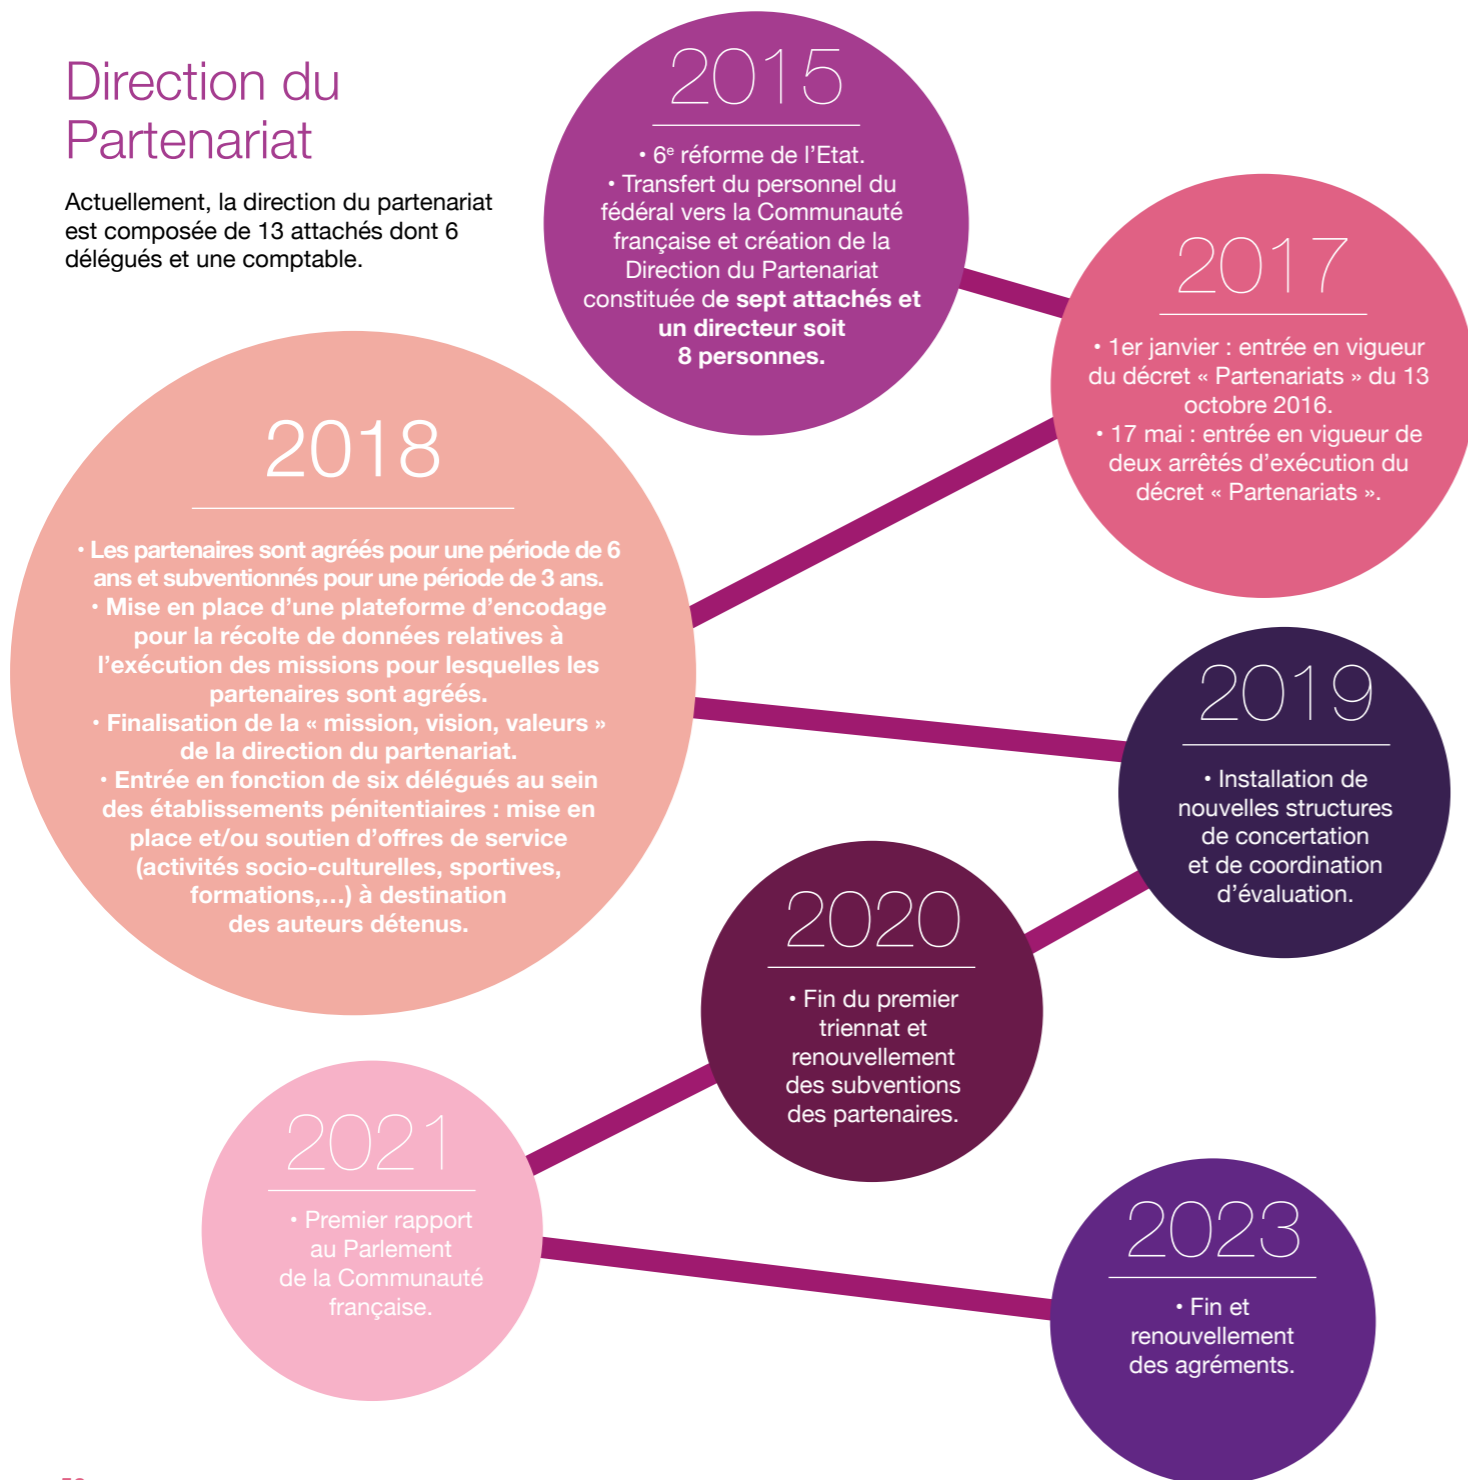 Direction du
Partenariat
Actuellement, la direction du partenariat
est composée de 13 attachés dont 6
délégués et une comptable.
2015
• 6e réforme de l’Etat.
• Transfert du personnel du
fédéral vers la Communauté
française et création de la
Direction du Partenariat
constituée de sept attachés et
un directeur soit
8 personnes.
2017
• 1er janvier : entrée en vigueur
du décret « Partenariats » du 13
octobre 2016.
• 17 mai : entrée en vigueur de
deux arrêtés d’exécution du
décret « Partenariats ».
2018
• Les partenaires sont agréés pour une période de 6
ans et subventionnés pour une période de 3 ans.
• Mise en place d’une plateforme d’encodage
pour la récolte de données relatives à
l’exécution des missions pour lesquelles les
partenaires sont agréés.
• Finalisation de la « mission, vision, valeurs »
de la direction du partenariat.
• Entrée en fonction de six délégués au sein
des établissements pénitentiaires : mise en
place et/ou soutien d’offres de service
(activités socio-culturelles, sportives,
formations,…) à destination
des auteurs détenus.
2019
• Installation de
nouvelles structures
de concertation
et de coordination
d’évaluation.
2020
• Fin du premier
triennat et
renouvellement
des subventions
des partenaires.
2021
• Premier rapport
au Parlement
de la Communauté
française.
2023
• Fin et
renouvellement
des agréments.